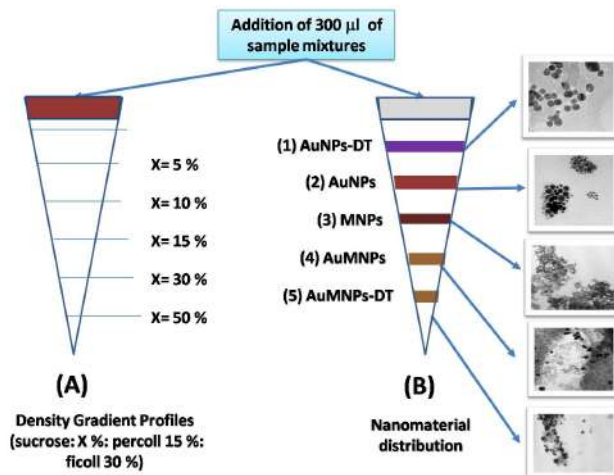 Addition of 300 µl of
sample mixtures
X= 5 %
X= 10 %
X= 15 %
X= 30 %
X= 50 %
(A)
Density Gradient Profiles
(sucrose: X %: percoll 15 %:
ficoll 30 %)
(1) AuNPs-DT
(2) AuNPs
(3) MNPs
(4) AuMNPs
(5) AuMNPs-DT
(B)
Nanomaterial
distribution